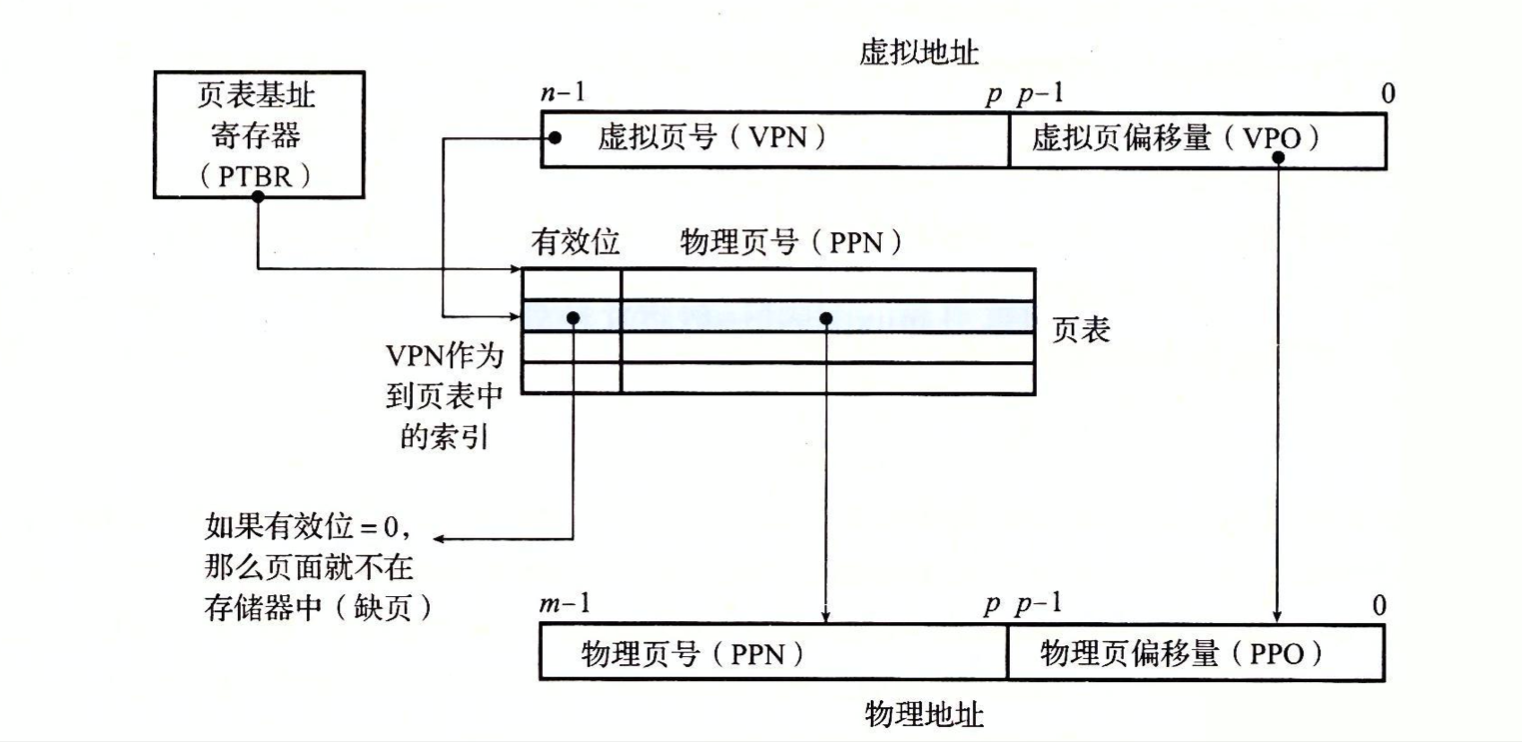 虚拟地址
页表基址
寄存器
（PTBR）
n−1 p p−1 0
虚拟页号（VPN） 虚拟页偏移量（VPO）
有效位 物理页号（PPN）
页表
VPN作为
到页表中
的索引
如果有效位=0，
那么页面就不在
存储器中（缺页）
m−1 p p−1 0
物理页号（PPN） 物理页偏移量（PPO）
物理地址